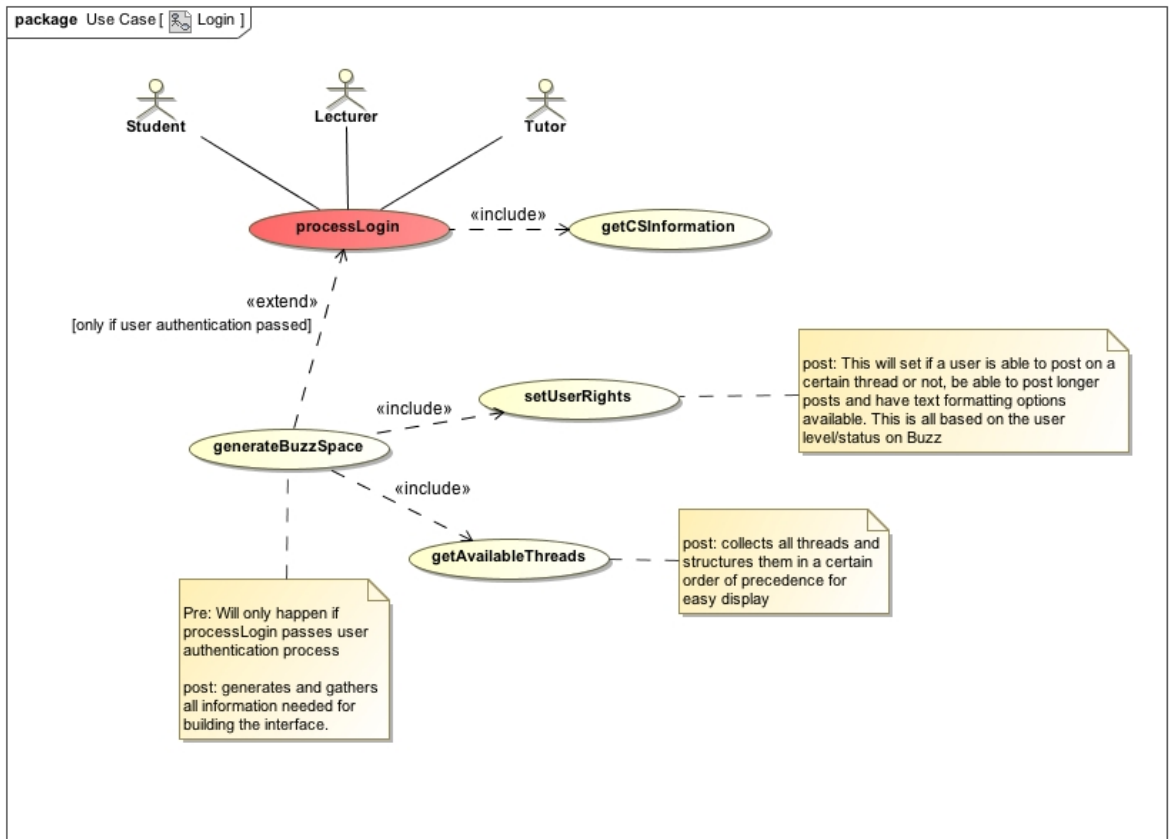 package Use Case [ Login ]
Student
Lecturer
Tutor
processLogin
«include»
getCSInformation
«extend»
[only if user authentication passed]
generateBuzzSpace
«include»
setUserRights
post: This will set if a user is able to post on a
certain thread or not, be able to post longer
posts and have text formatting options
available. This is all based on the user
level/status on Buzz
«include»
getAvailableThreads
post: collects all threads and
structures them in a certain
order of precedence for
easy display
Pre: Will only happen if
processLogin passes user
authentication process
post: generates and gathers
all information needed for
building the interface.